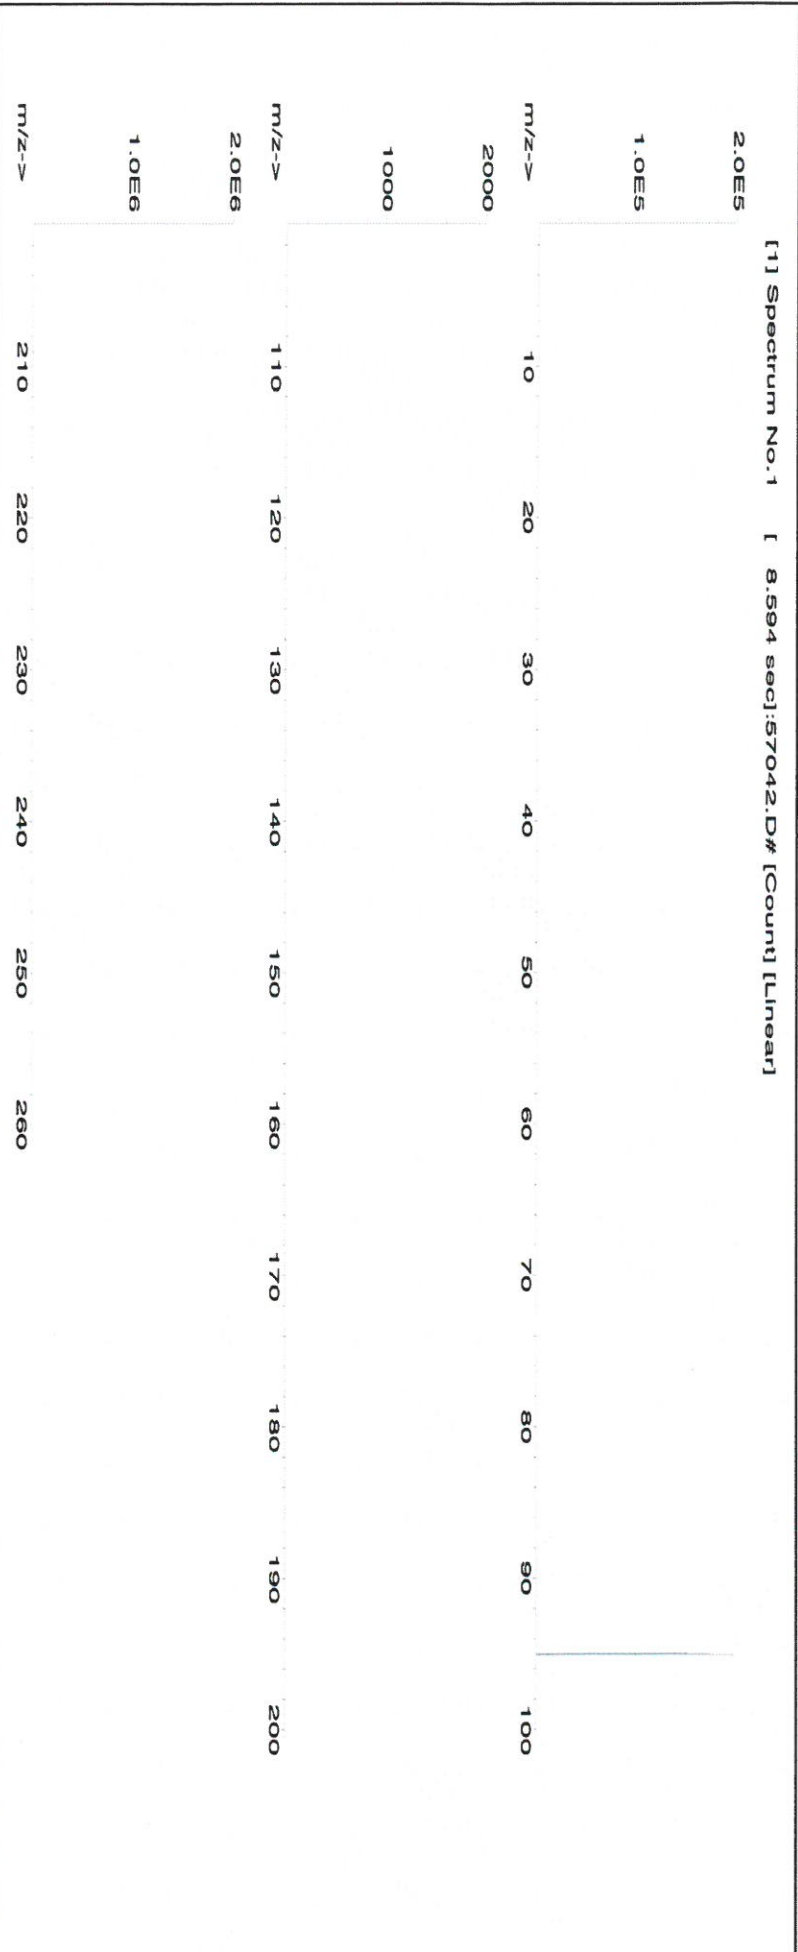 [1] Spectrum No.1 [ 8.594 sec]:57042.D# [Count] [Linear]
2.0E5
1.0E5
m/z-> 10 20 30 40 50 60 70 80 90 100
2000
1000
m/z-> 110 120 130 140 150 160 170 180 190 200
2.0E6
1.0E6
m/z-> 210 220 230 240 250 260